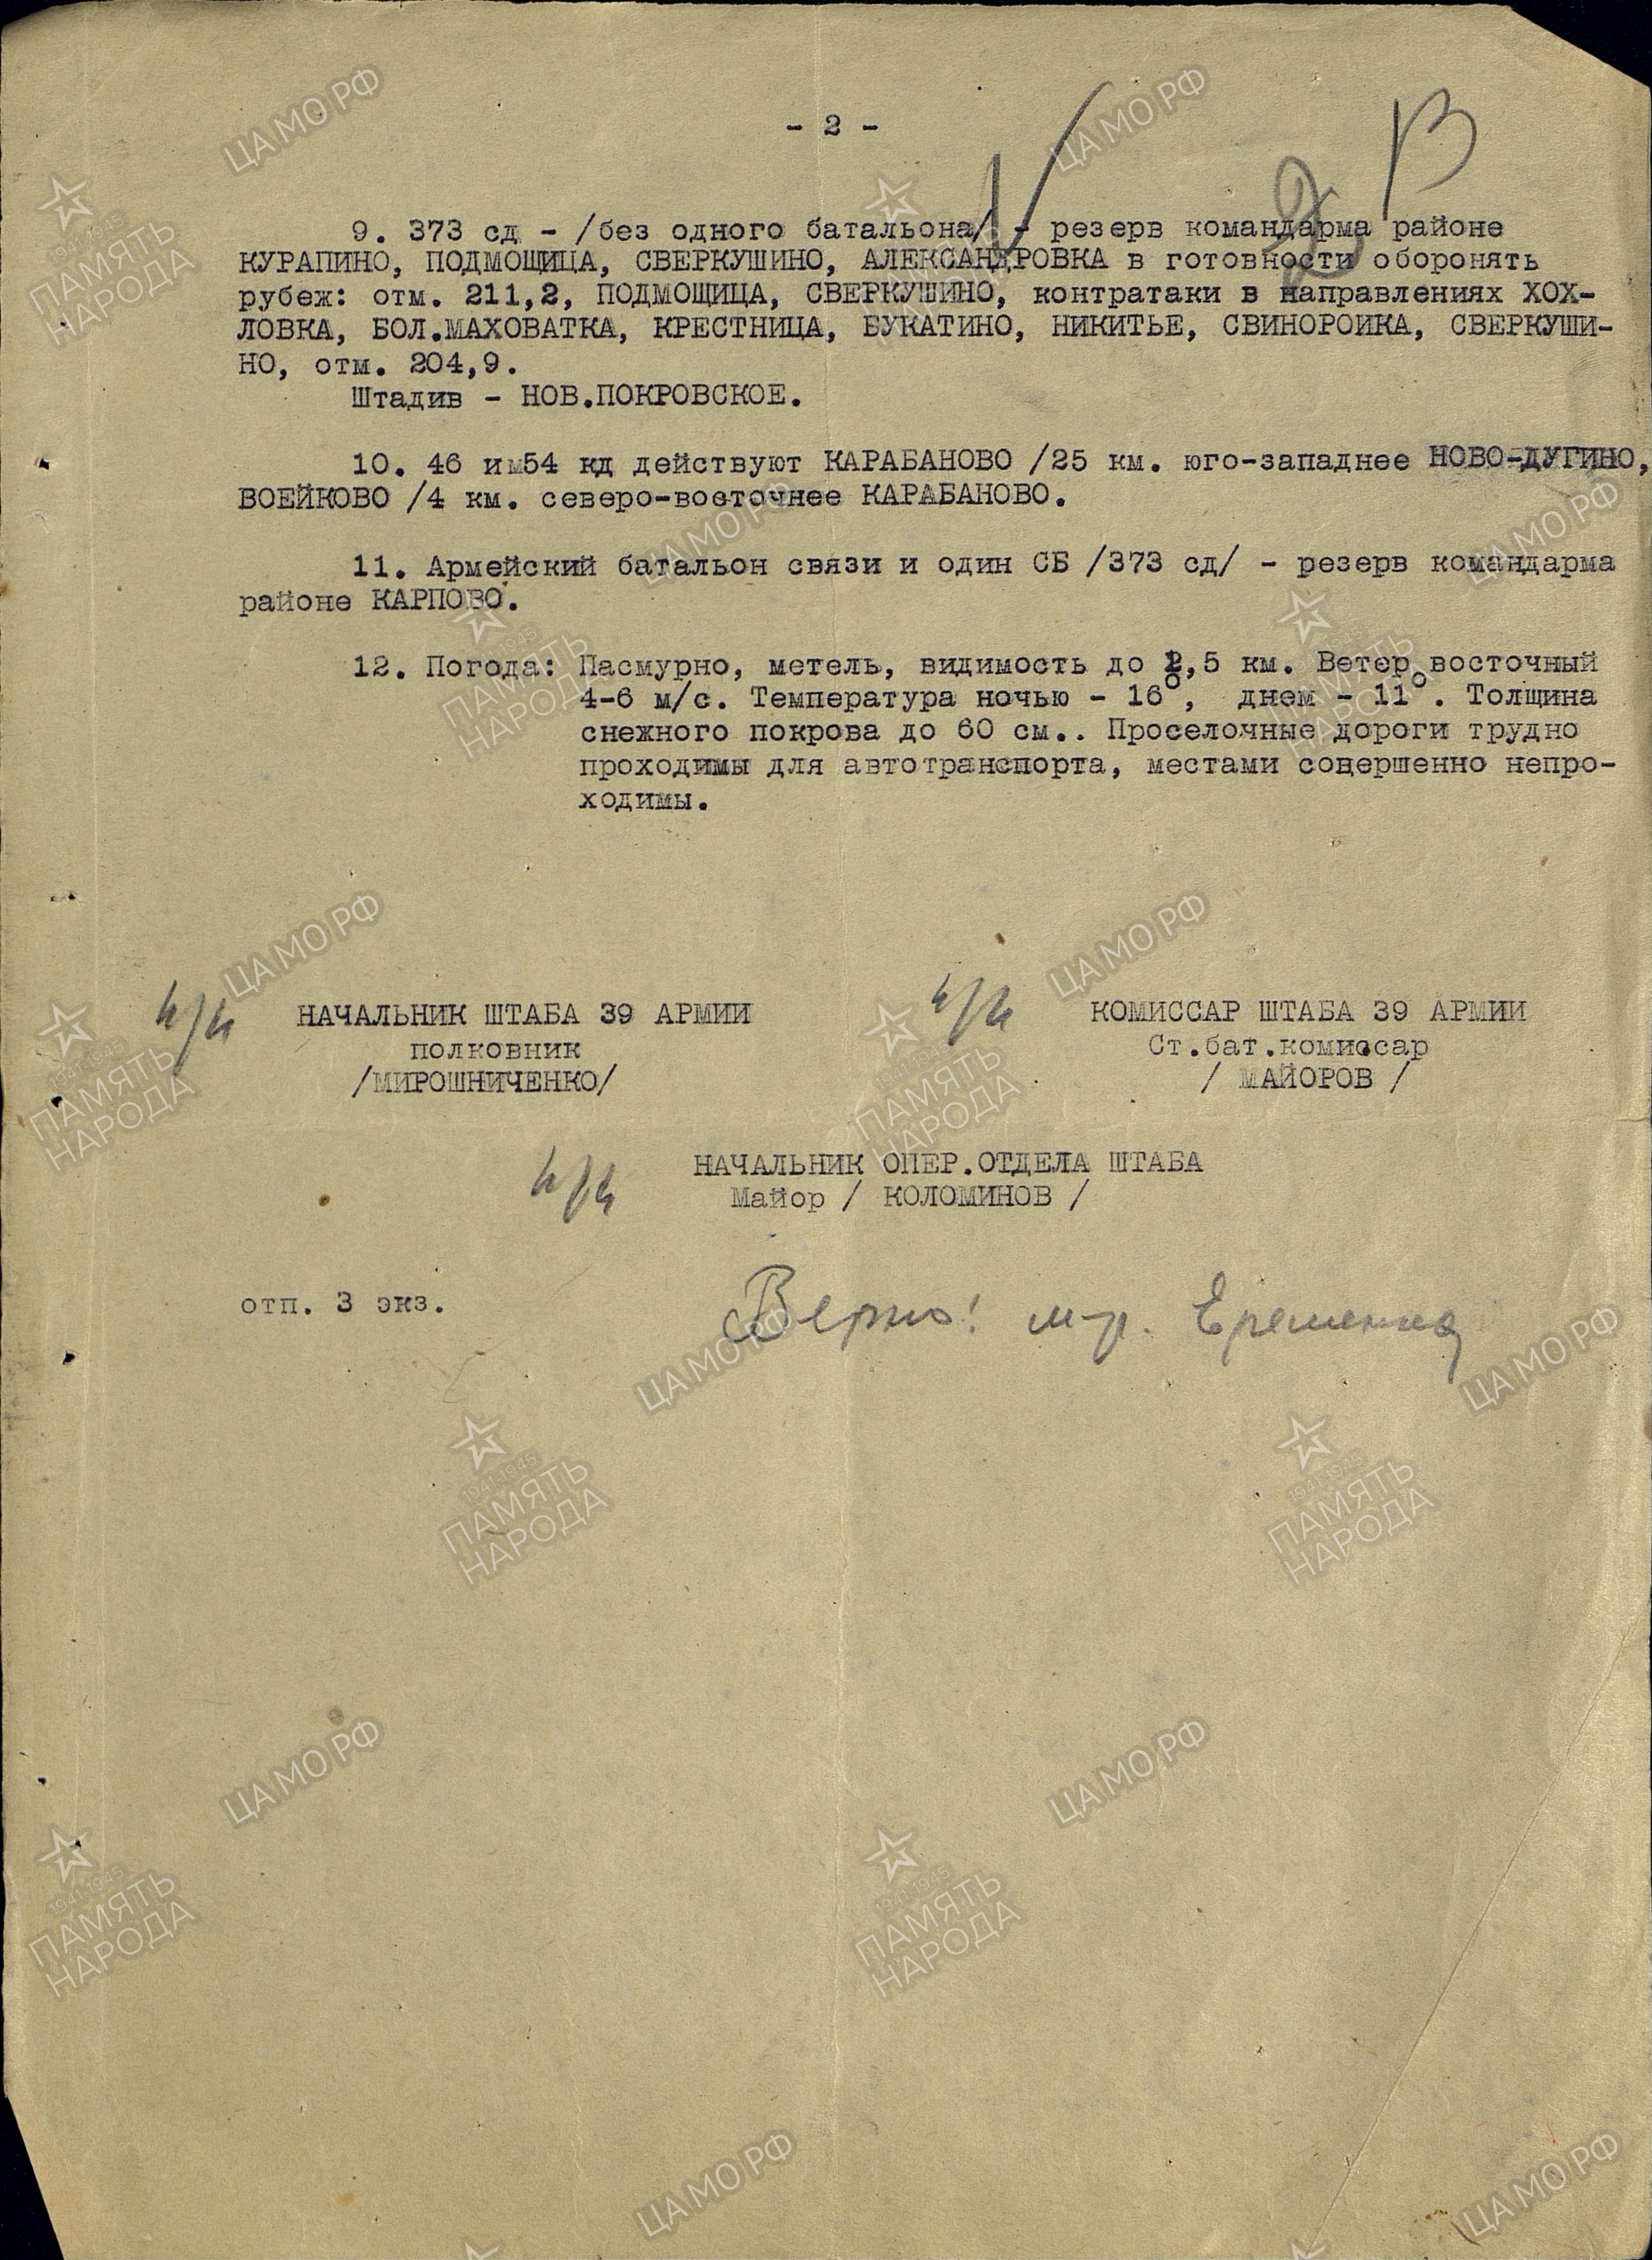 - 2 -
13
9. 373 сд - /без одного батальона/ - резерв командарма районе
КУРАПИНО, ПОДМОЩИЦА, СВЕРКУШИНО, АЛЕКСАНДРОВКА в готовности оборонять
рубеж: отм. 211,2, ПОДМОЩИЦА, СВЕРКУШИНО, контратаки в направлениях ХОХ-
ЛОВКА, БОЛ.МАХОВАТКА, КРЕСТНИЦА, БУКАТИНО, НИКИТЬЕ, СВИНОРОЙКА, СВЕРКУШИ-
НО, отм. 204,9.
Штадив - НОВ.ПОКРОВСКОЕ.
10. 46 и 54 кд действуют КАРАБАНОВО /25 км. юго-западнее НОВО-ДУГИНО,
ВОЕЙКОВО /4 км. северо-восточнее КАРАБАНОВО.
11. Армейский батальон связи и один СБ /373 сд/ - резерв командарма
районе КАРПОВО.
12. Погода: Пасмурно, метель, видимость до 2,5 км. Ветер восточный
4-6 м/с. Температура ночью - 16°, днем - 11°. Толщина
снежного покрова до 60 см.. Проселочные дороги трудно
проходимы для автотранспорта, местами совершенно непро-
ходимы.
п/п НАЧАЛЬНИК ШТАБА 39 АРМИИ
полковник
/МИРОШНИЧЕНКО/
п/п КОМИССАР ШТАБА 39 АРМИИ
Ст.бат.комиссар
/ МАЙОРОВ /
п/п НАЧАЛЬНИК ОПЕР.ОТДЕЛА ШТАБА
Майор / КОЛОМИНОВ /
отп. 3 экз.
Верно! м-р. Еременко
ЦАМО РФ
1941-1945
ПАМЯТЬ
НАРОДА